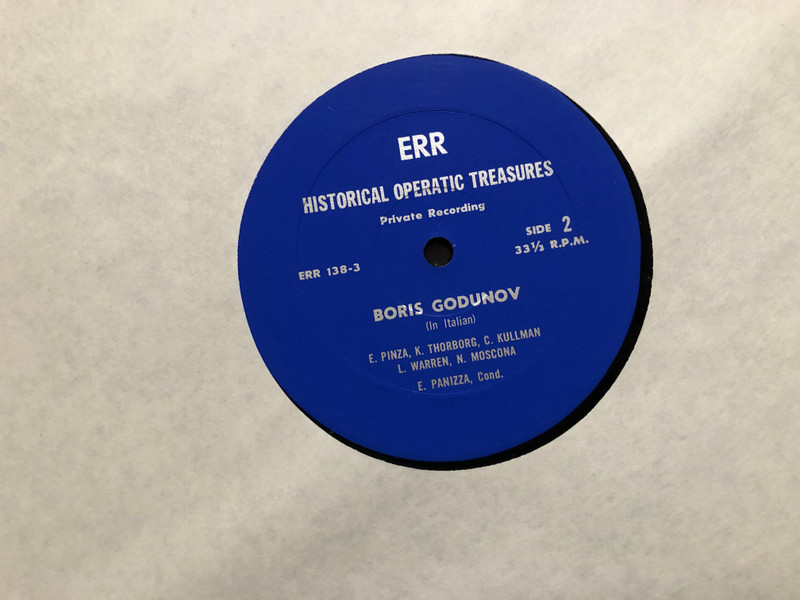 ERR
HISTORICAL OPERATIC TREASURES
Private Recording
SIDE 2
33⅓ R.P.M.
ERR 138-3
BORIS GODUNOV
(In Italian)
E. PINZA, K. THORBORG, C. KULLMAN
L. WARREN, N. MOSCONA
E. PANIZZA, Cond.